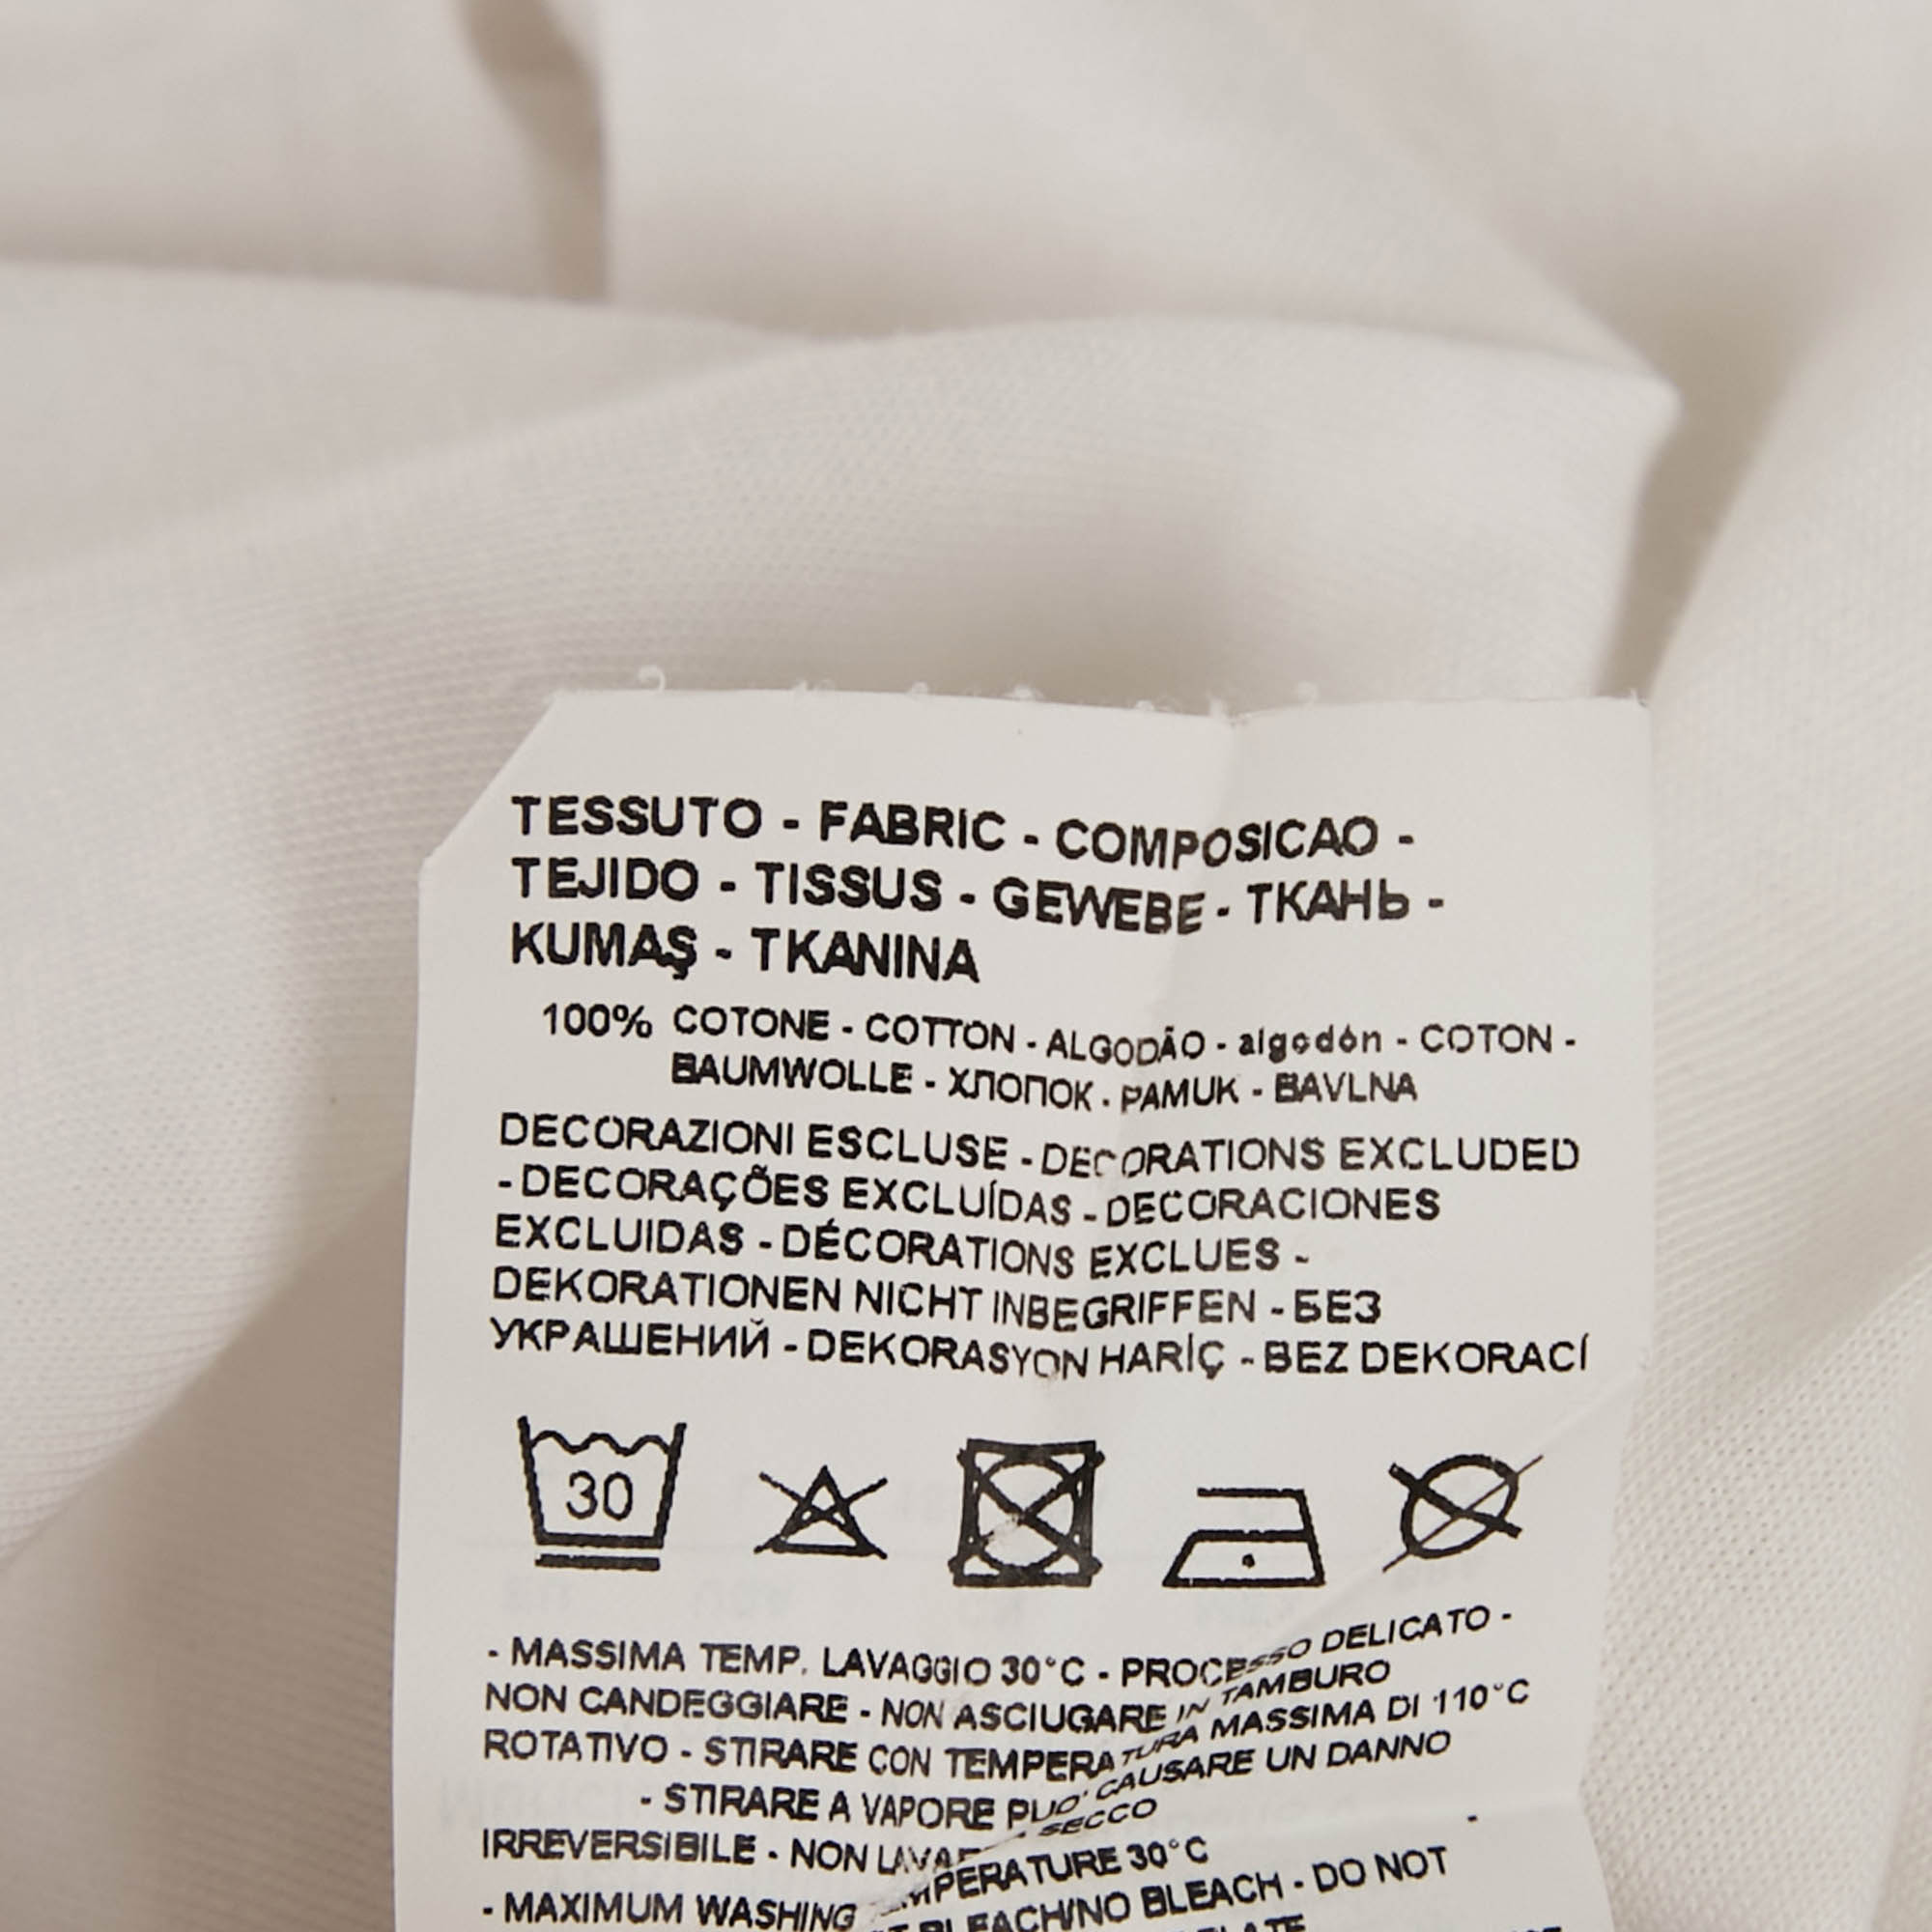 TESSUTO - FABRIC - COMPOSICAO -
TEJIDO - TISSUS - GEWEBE - ТКАНЬ -
KUMAŞ - TKANINA
100% COTONE - COTTON - ALGODÃO - algodón - COTON -
BAUMWOLLE - ХЛОПОК - PAMUK - BAVLNA
DECORAZIONI ESCLUSE - DECORATIONS EXCLUDED
- DECORAÇÕES EXCLUÍDAS - DECORACIONES
EXCLUIDAS - DÉCORATIONS EXCLUES -
DEKORATIONEN NICHT INBEGRIFFEN - БЕЗ
УКРАШЕНИЙ - DEKORASYON HARİÇ - BEZ DEKORACÍ
30
- MASSIMA TEMP. LAVAGGIO 30°C - PROCESSO DELICATO -
NON CANDEGGIARE - NON ASCIUGARE IN TAMBURO
ROTATIVO - STIRARE CON TEMPERATURA MASSIMA DI 110°C
- STIRARE A VAPORE PUO' CAUSARE UN DANNO
IRREVERSIBILE - NON SECCO
- MAXIMUM WASHING TEMPERATURE 30°C
BLEACH/NO BLEACH - DO NOT